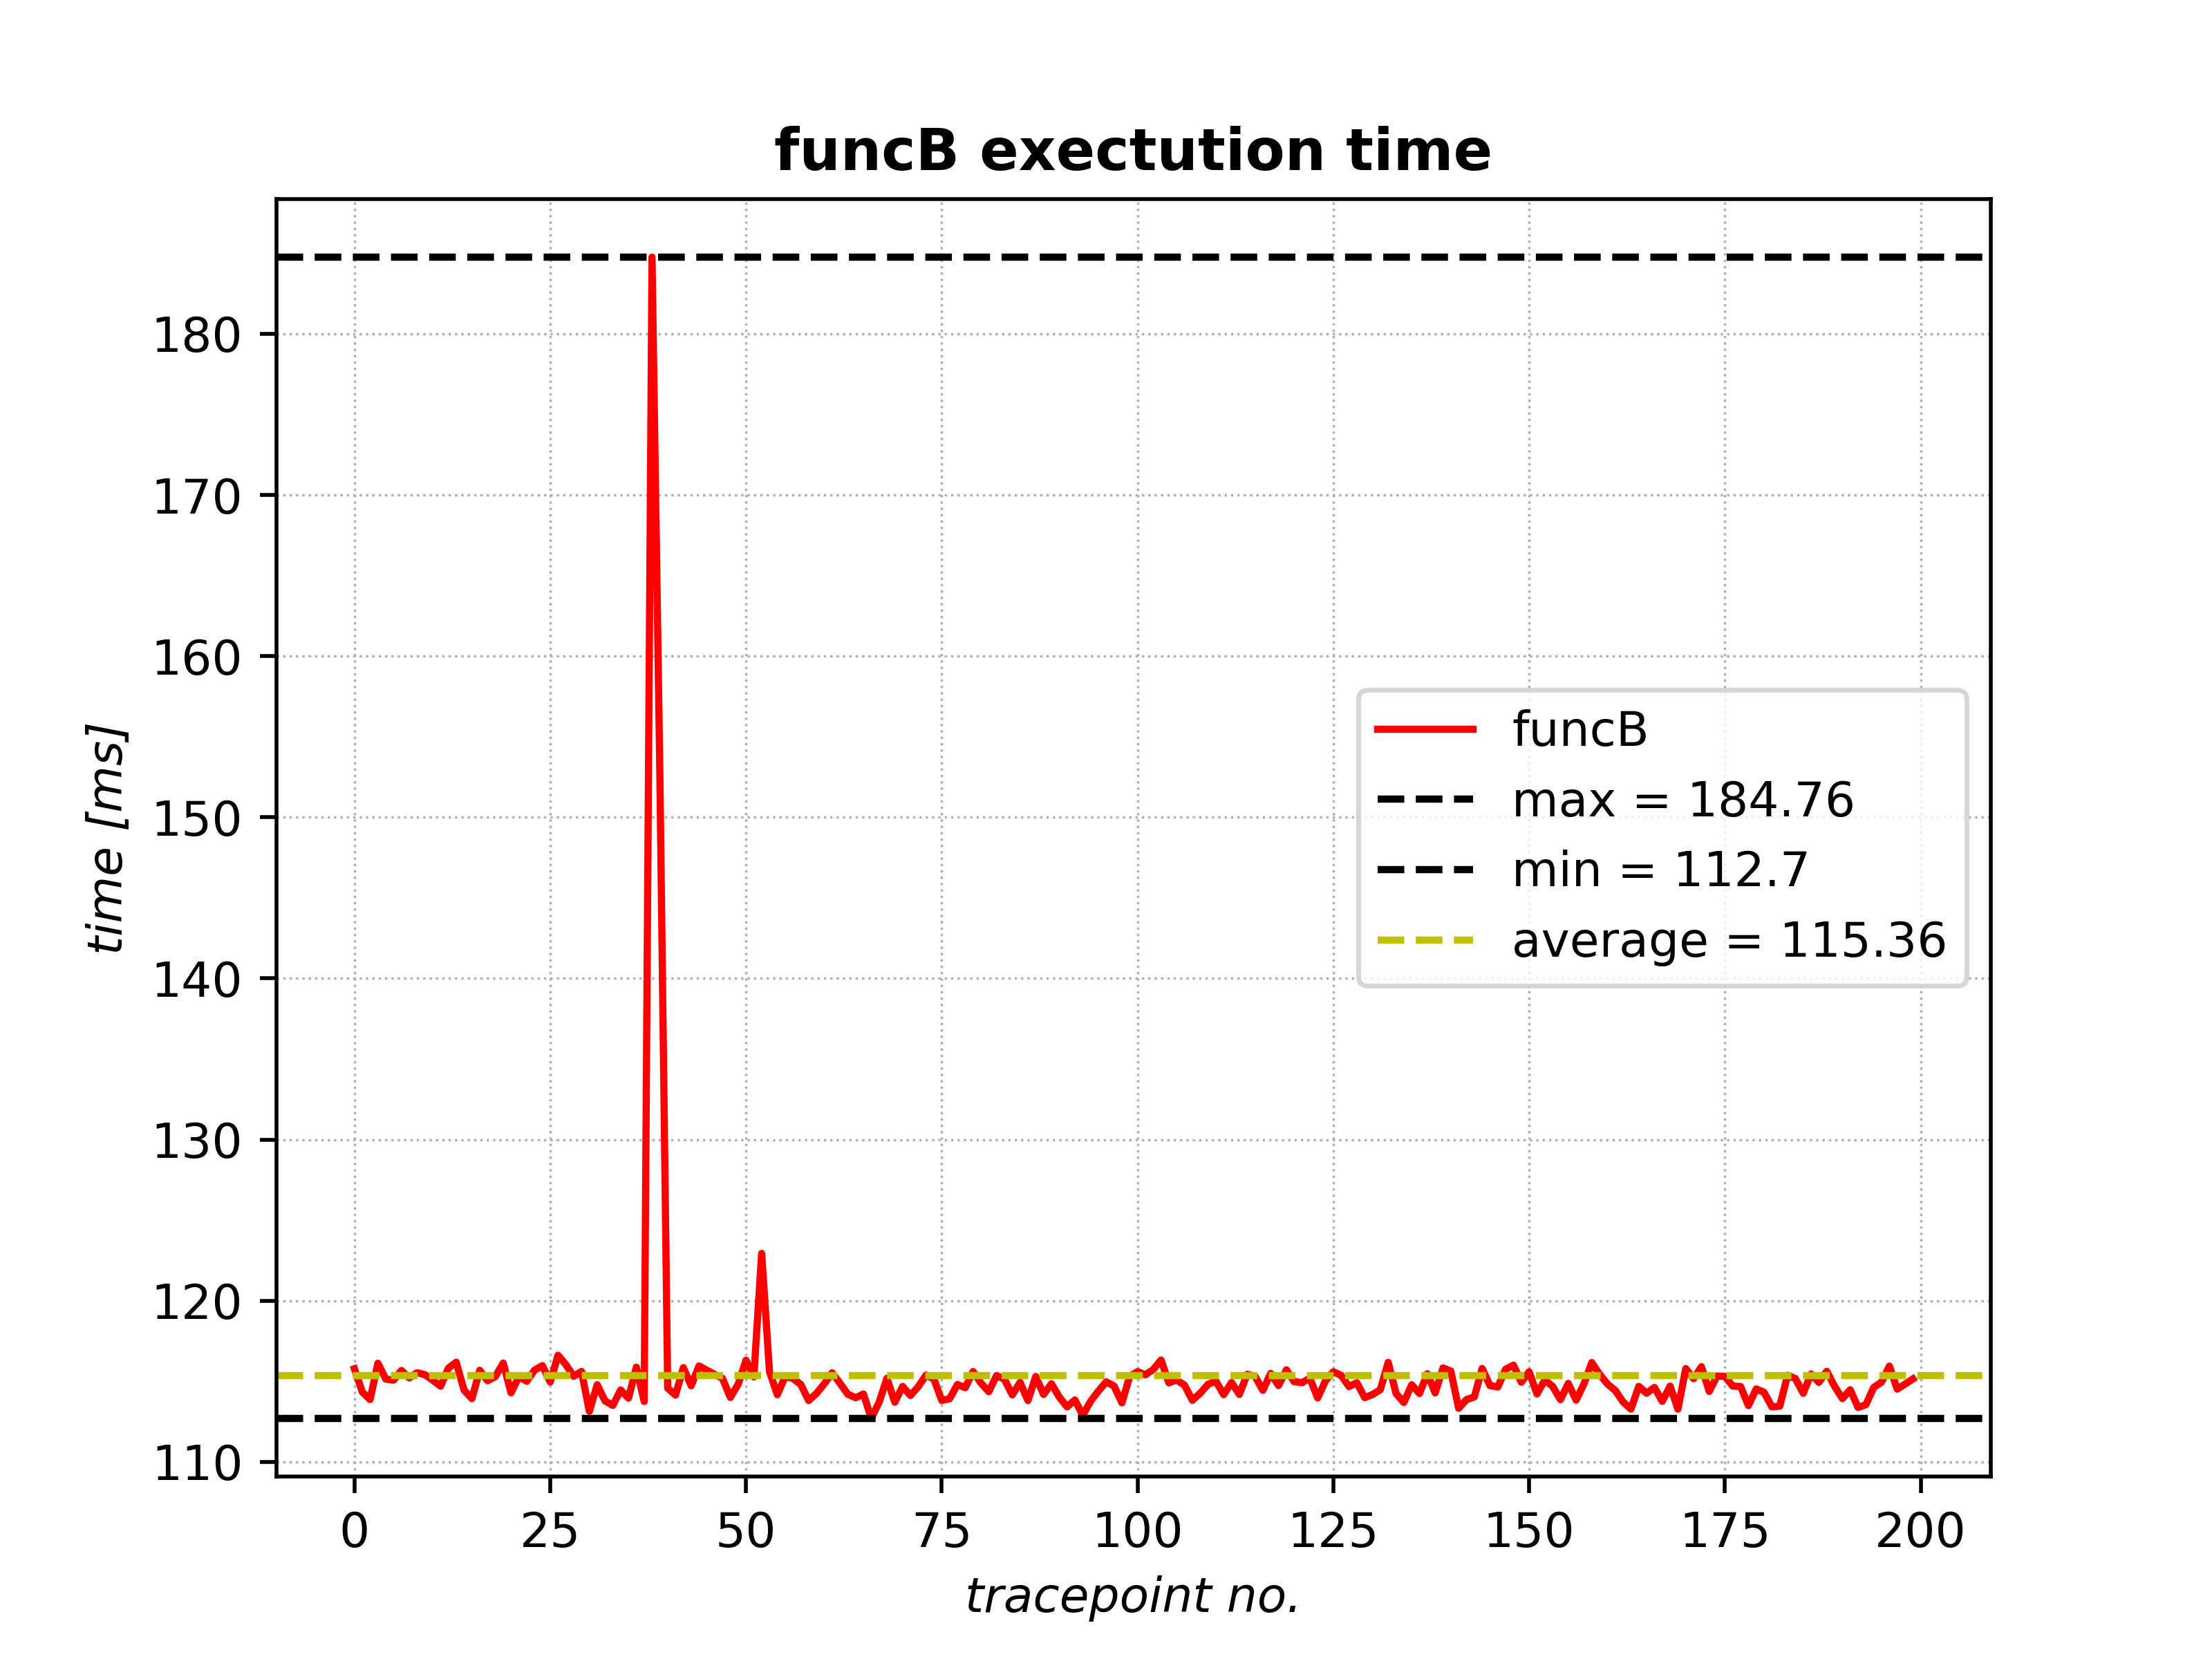 funcB exectution time
180
170
160
150
140
130
120
110
time [ms]
funcB
max = 184.76
min = 112.7
average = 115.36
0 25 50 75 100 125 150 175 200
tracepoint no.